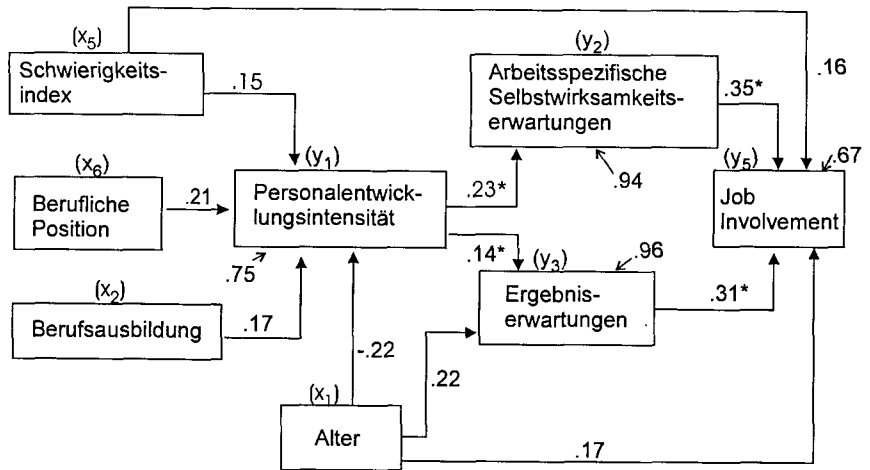 (x5)
Schwierigkeits-
index
.15
(x6)
Berufliche
Position
.21
(x2)
Berufsausbildung
.17
(y1)
Personalentwick-
lungsintensität
.75
-.22
(x1)
Alter
.23*
.14*
.22
.17
(y2)
Arbeitsspezifische
Selbstwirksamkeits-
erwartungen
.94
.35*
(y3)
.96
Ergebnis-
erwartungen
.31*
.16
(y5)
.67
Job
Involvement